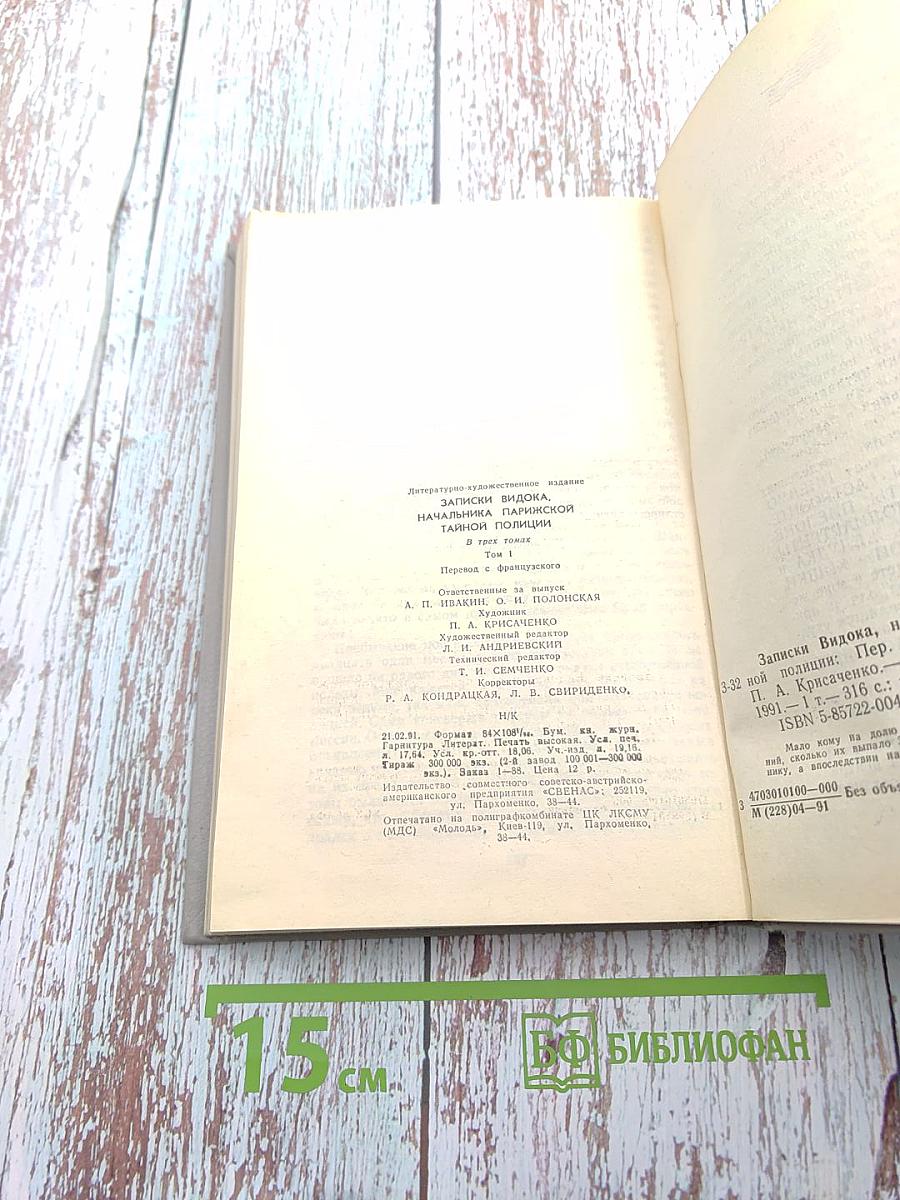 Литературно-художественное издание
ЗАПИСКИ ВИДОКА,
НАЧАЛЬНИКА ПАРИЖСКОЙ
ТАЙНОЙ ПОЛИЦИИ
В трех томах
Том 1
Перевод с французского
Ответственные за выпуск
А. П. ИВАКИН, О. И. ПОЛОНСКАЯ
Художник
П. А. КРИСАЧЕНКО
Художественный редактор
Л. И. АНДРИЕВСКИЙ
Технический редактор
Т. И. СЕМЧЕНКО
Корректоры
Р. А. КОНДРАЦКАЯ, Л. В. СВИРИДЕНКО.
Н/К
21.02.91. Формат 84×108¹/₃₂. Бум. кн. журн.
Гарнитура Литерат. Печать высокая. Усл. печ.
л. 17,64. Усл. кр.-отт. 18,06. Уч.-изд. л. 19,16.
Тираж 300 000 экз. (2-й завод 100 001—300 000
экз.). Заказ 1—88. Цена 12 р.
Издательство совместного советско-австрийско-
американского предприятия «СВЕНАС»: 252119,
ул. Пархоменко, 38—44.
Отпечатано на полиграфкомбинате ЦК ЛКСМУ
(МДС) «Молодь», Киев-119, ул. Пархоменко,
38—44.
Записки Видока, н
З-32 ной полиции: Пер.
П. А. Крисаченко.—
1991.— 1 т.— 316 с.:
ISBN 5-85722-004
Мало кому на долю
ний, сколько их выпало
нику, а впоследствии на
З 4703010100—000
М (228)04—91 Без объя
15 см
БФ БИБЛИОФАН